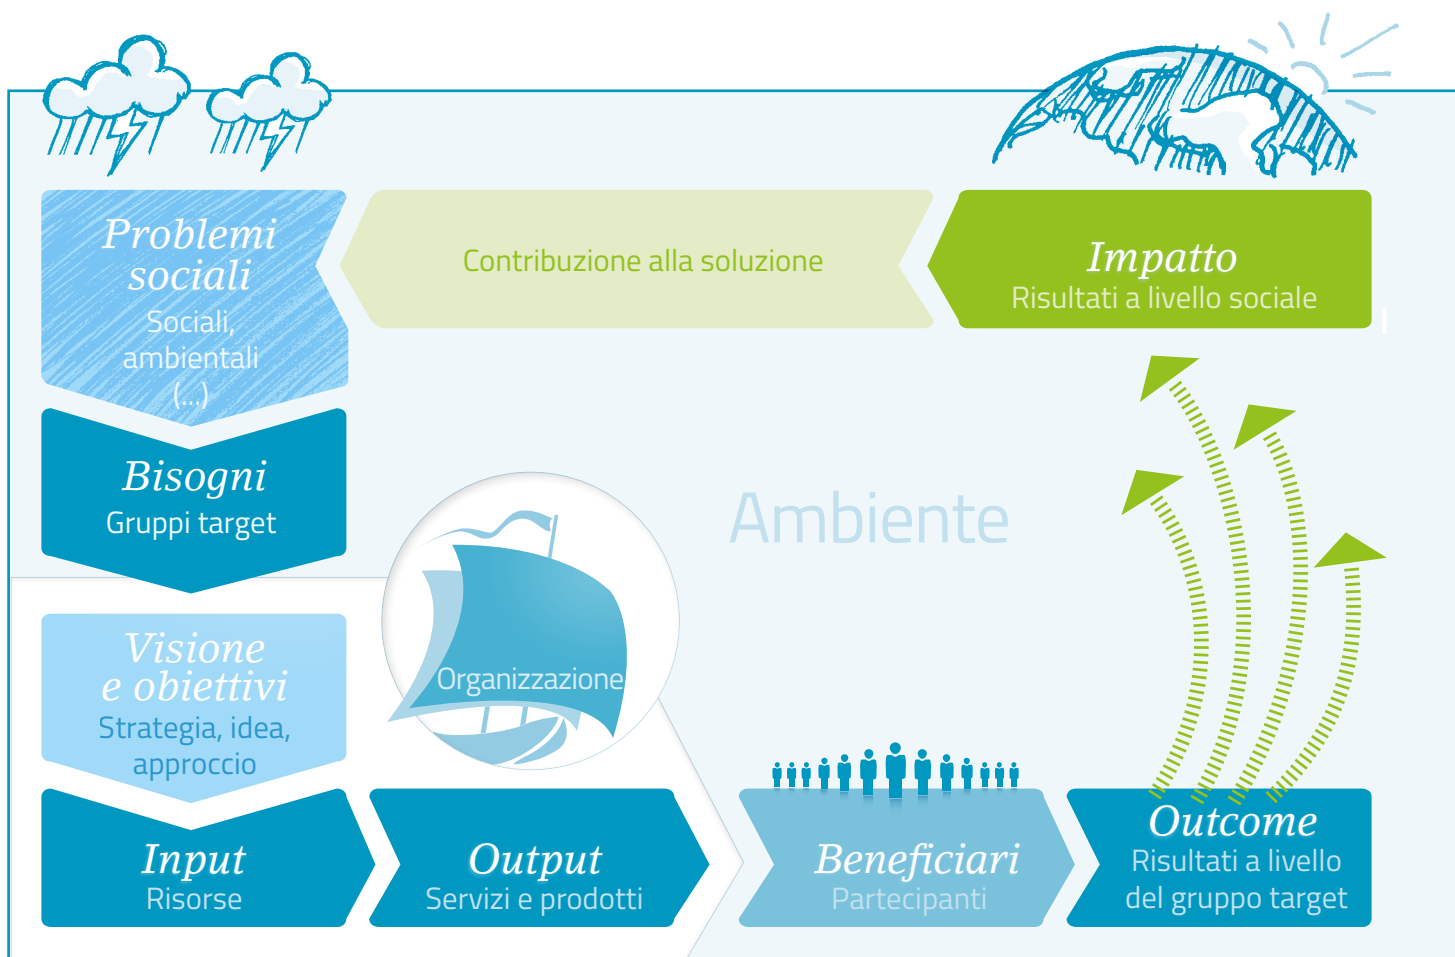 Problemi
sociali
Sociali,
ambientali
(...)
Contribuzione alla soluzione
Impatto
Risultati a livello sociale
Bisogni
Gruppi target
Ambiente
Visione
e obiettivi
Strategia, idea,
approccio
Organizzazione
Input
Risorse
Output
Servizi e prodotti
Beneficiari
Partecipanti
Outcome
Risultati a livello
del gruppo target